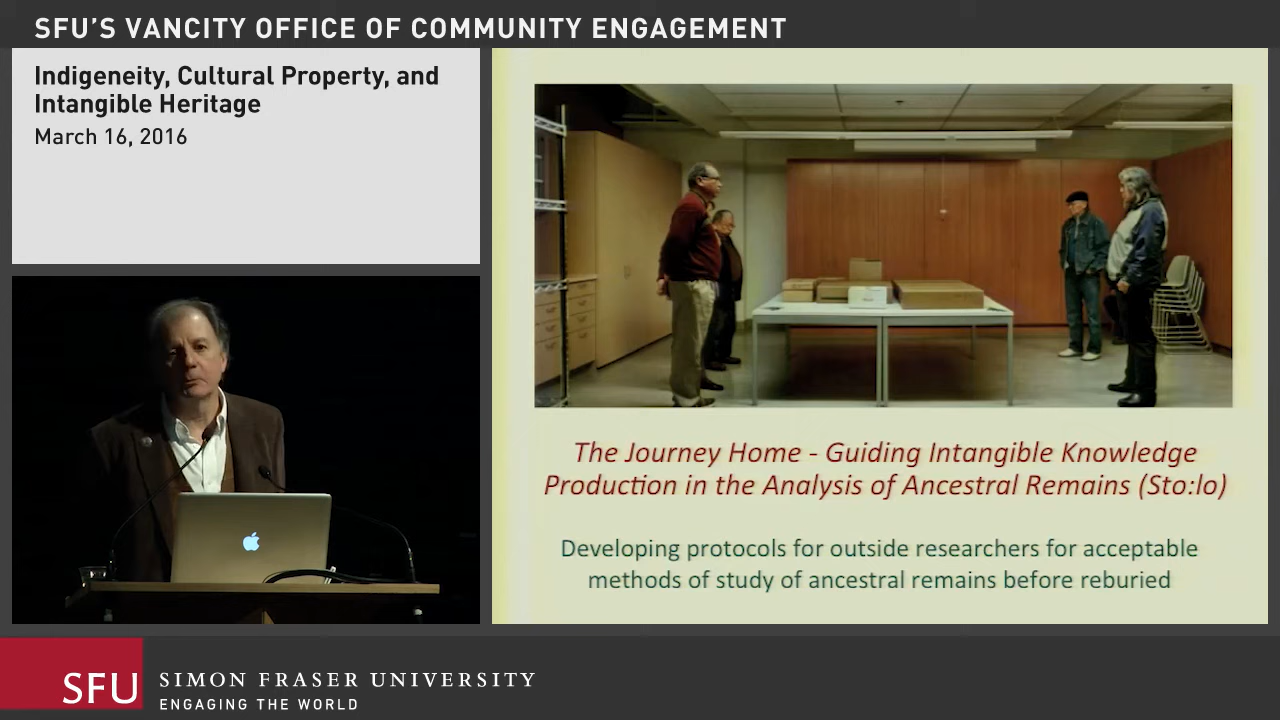 SFU'S VANCITY OFFICE OF COMMUNITY ENGAGEMENT
Indigeneity, Cultural Property, and
Intangible Heritage
March 16, 2016
The Journey Home - Guiding Intangible Knowledge
Production in the Analysis of Ancestral Remains (Sto:lo)
Developing protocols for outside researchers for acceptable
methods of study of ancestral remains before reburied
SFU
SIMON FRASER UNIVERSITY
ENGAGING THE WORLD